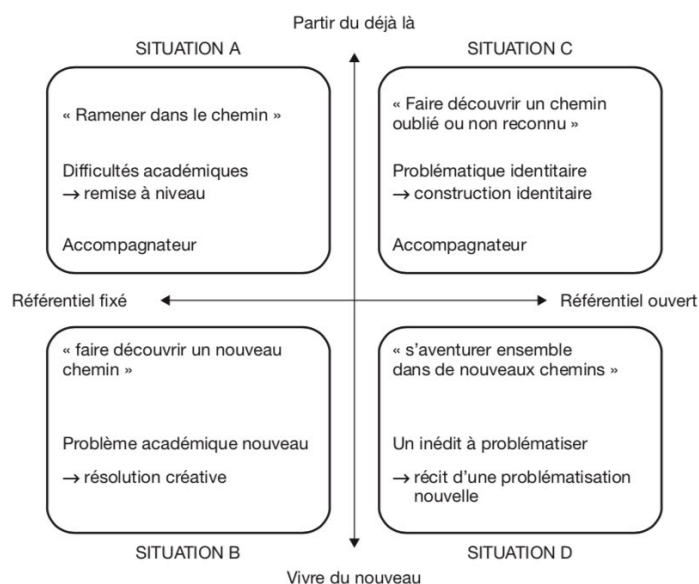 Partir du déjà là
SITUATION A
SITUATION C
« Ramener dans le chemin »
Difficultés académiques
→ remise à niveau
Accompagnateur
« Faire découvrir un chemin
oublié ou non reconnu »
Problématique identitaire
→ construction identitaire
Accompagnateur
Référentiel fixé
Référentiel ouvert
« faire découvrir un nouveau
chemin »
Problème académique nouveau
→ résolution créative
« s’aventurer ensemble
dans de nouveaux chemins »
Un inédit à problématiser
→ récit d’une problématisation
nouvelle
SITUATION B
SITUATION D
Vivre du nouveau